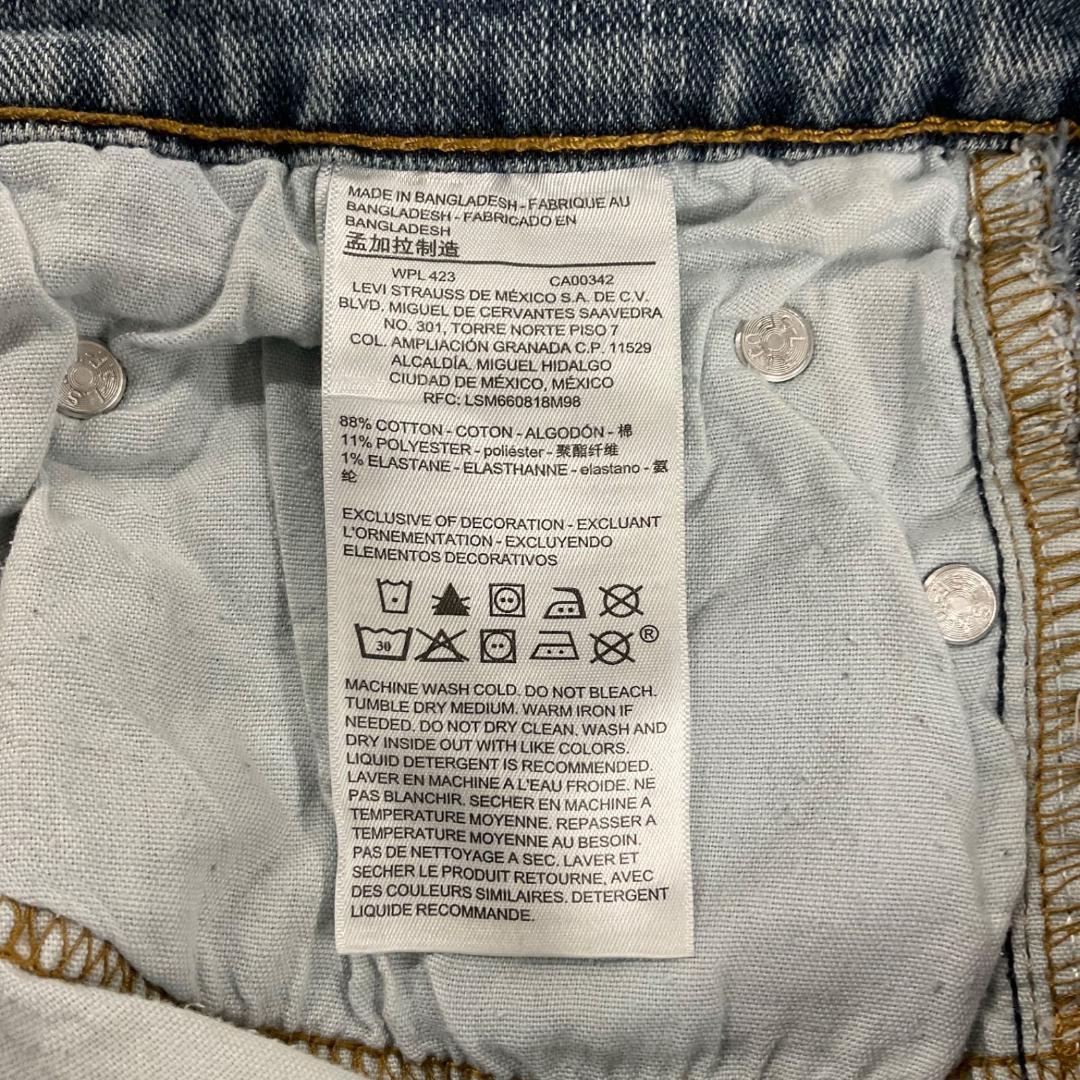 MADE IN BANGLADESH - FABRIQUE AU
BANGLADESH - FABRICADO EN
BANGLADESH
孟加拉制造
WPL 423 CA00342
LEVI STRAUSS DE MÉXICO S.A. DE C.V.
BLVD. MIGUEL DE CERVANTES SAAVEDRA
NO. 301, TORRE NORTE PISO 7
COL. AMPLIACIÓN GRANADA C.P. 11529
ALCALDÍA. MIGUEL HIDALGO
CIUDAD DE MÉXICO, MÉXICO
RFC: LSM660818M98
88% COTTON - COTON - ALGODÓN - 棉
11% POLYESTER - poliéster - 聚酯纤维
1% ELASTANE - ELASTHANNE - elastano - 氨
纶
EXCLUSIVE OF DECORATION - EXCLUANT
L'ORNEMENTATION - EXCLUYENDO
ELEMENTOS DECORATIVOS
30 ®
MACHINE WASH COLD. DO NOT BLEACH.
TUMBLE DRY MEDIUM. WARM IRON IF
NEEDED. DO NOT DRY CLEAN. WASH AND
DRY INSIDE OUT WITH LIKE COLORS.
LIQUID DETERGENT IS RECOMMENDED.
LAVER EN MACHINE A L'EAU FROIDE. NE
PAS BLANCHIR. SECHER EN MACHINE A
TEMPERATURE MOYENNE. REPASSER A
TEMPERATURE MOYENNE AU BESOIN.
PAS DE NETTOYAGE A SEC. LAVER ET
SECHER LE PRODUIT RETOURNE, AVEC
DES COULEURS SIMILAIRES. DETERGENT
LIQUIDE RECOMMANDE.